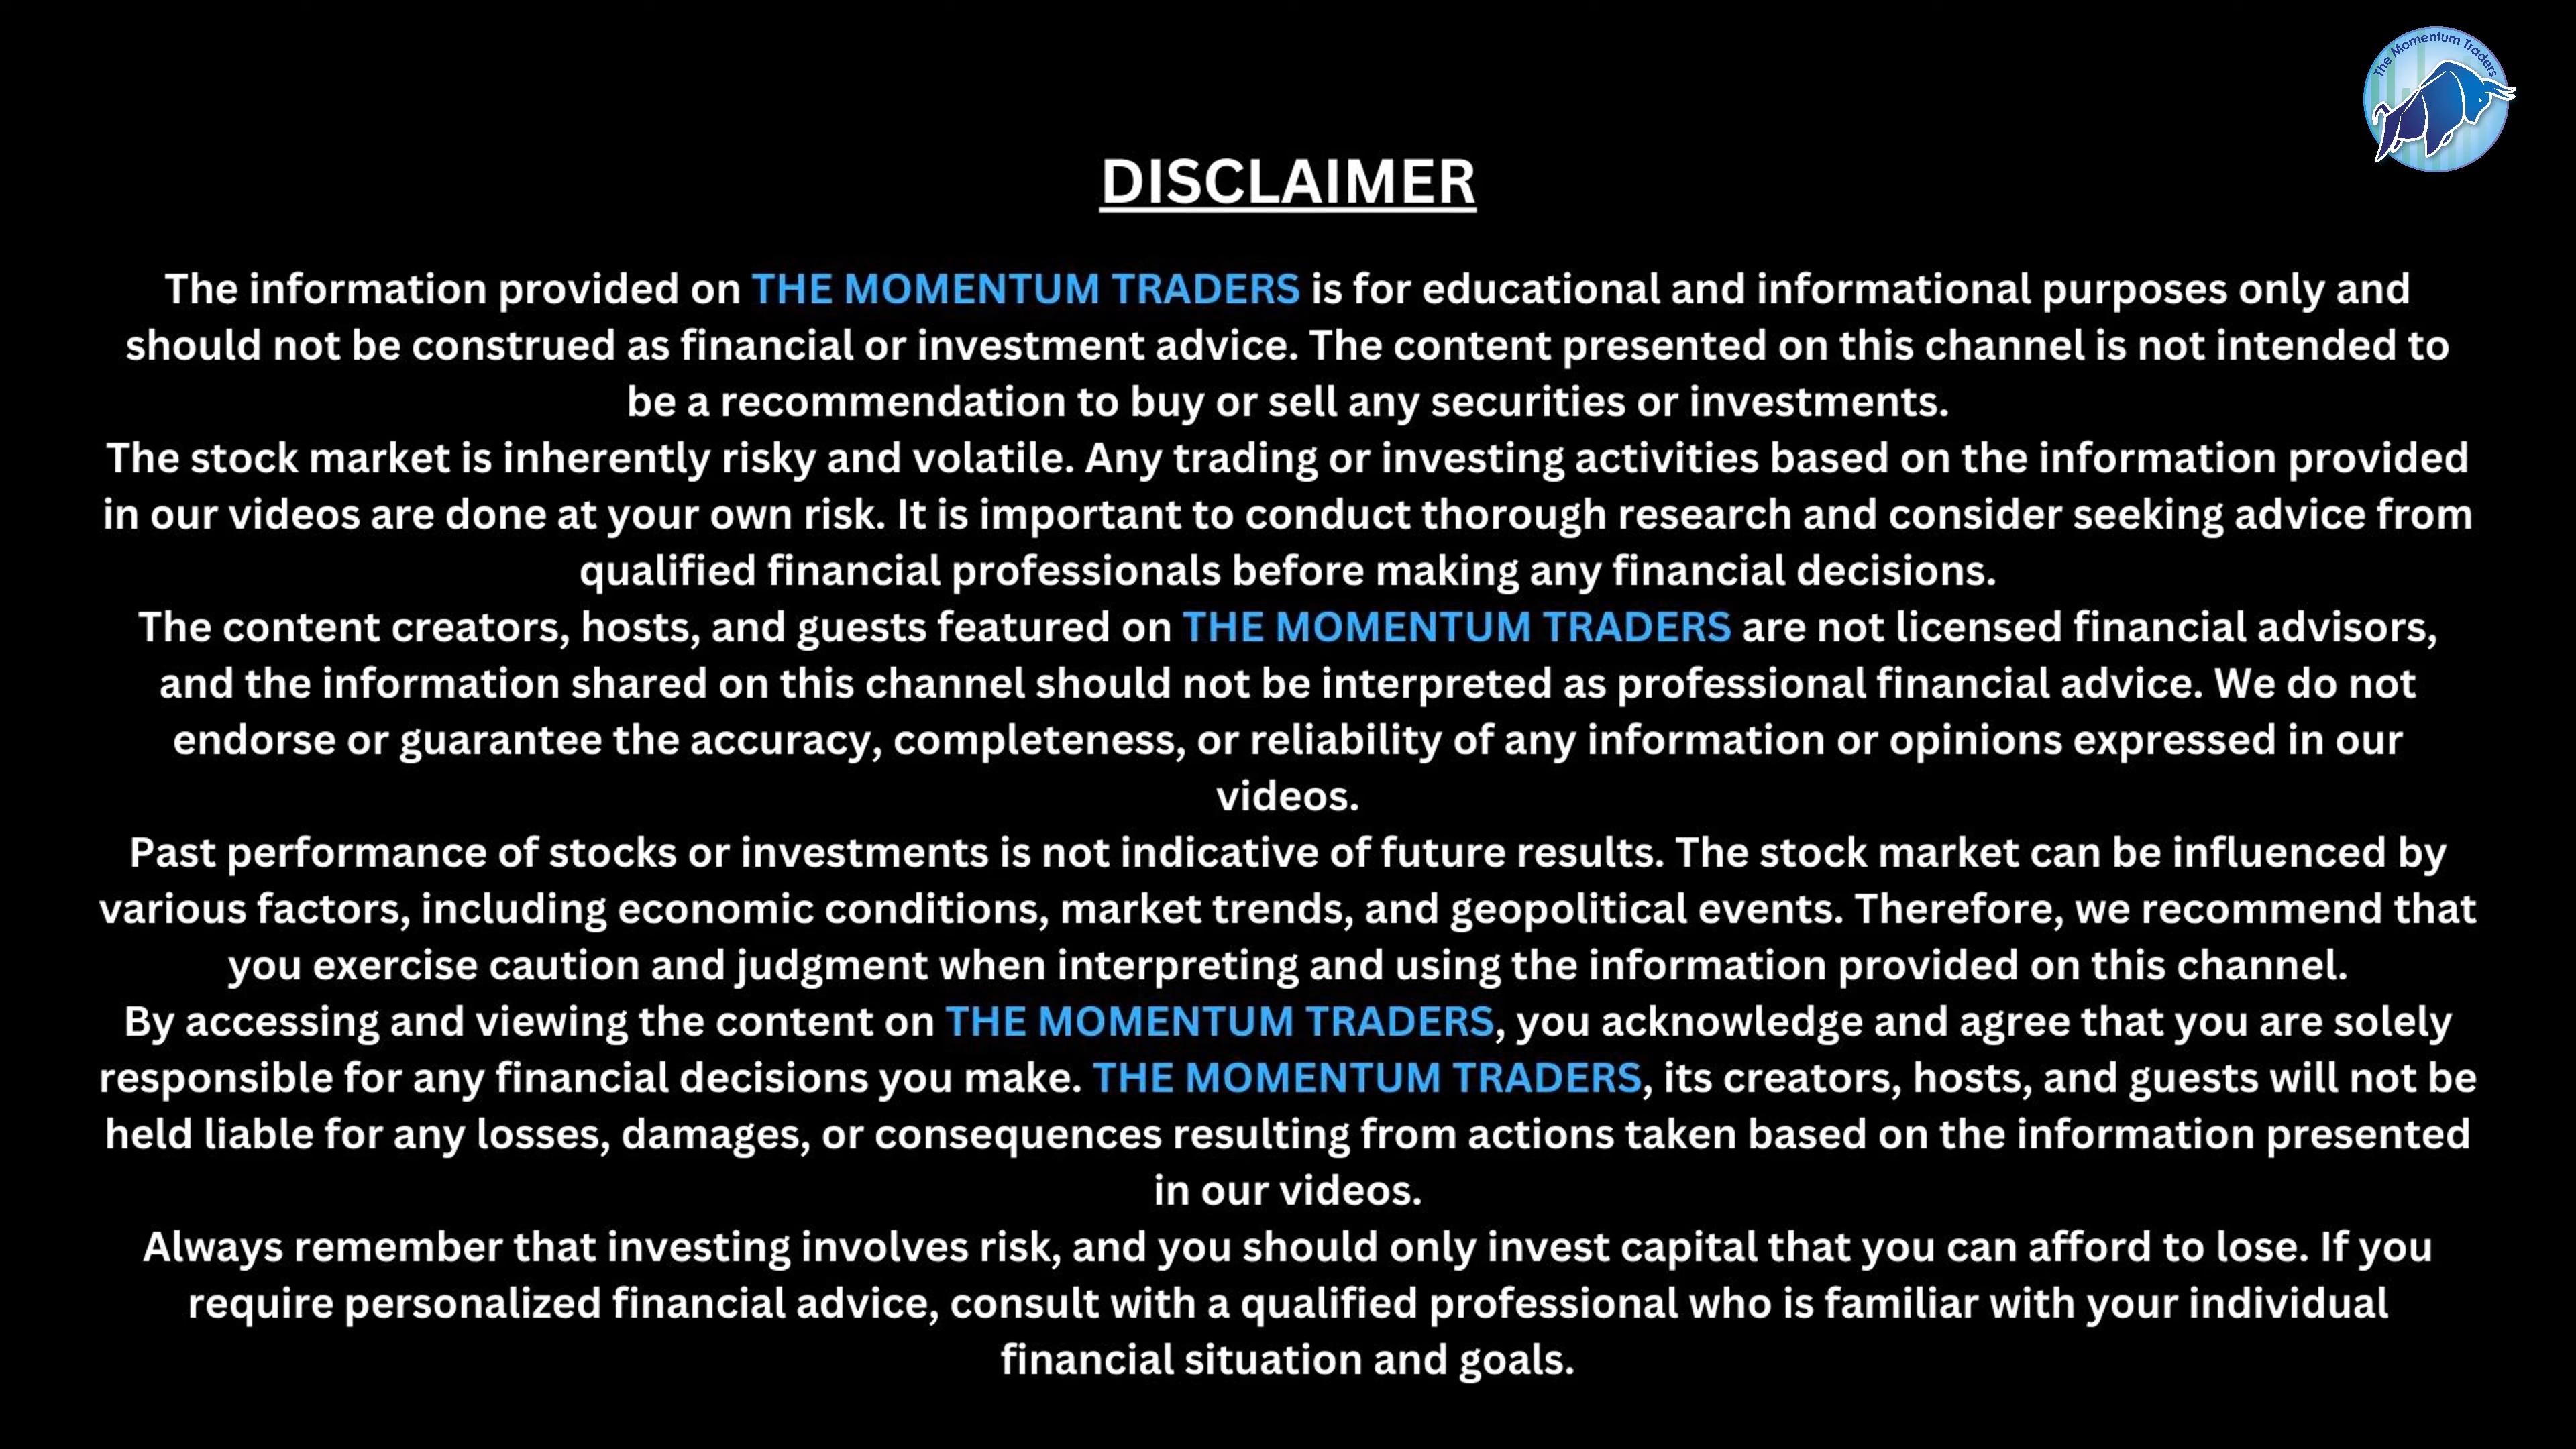 The Momentum Traders
DISCLAIMER
The information provided on THE MOMENTUM TRADERS is for educational and informational purposes only and
should not be construed as financial or investment advice. The content presented on this channel is not intended to
be a recommendation to buy or sell any securities or investments.
The stock market is inherently risky and volatile. Any trading or investing activities based on the information provided
in our videos are done at your own risk. It is important to conduct thorough research and consider seeking advice from
qualified financial professionals before making any financial decisions.
The content creators, hosts, and guests featured on THE MOMENTUM TRADERS are not licensed financial advisors,
and the information shared on this channel should not be interpreted as professional financial advice. We do not
endorse or guarantee the accuracy, completeness, or reliability of any information or opinions expressed in our
videos.
Past performance of stocks or investments is not indicative of future results. The stock market can be influenced by
various factors, including economic conditions, market trends, and geopolitical events. Therefore, we recommend that
you exercise caution and judgment when interpreting and using the information provided on this channel.
By accessing and viewing the content on THE MOMENTUM TRADERS, you acknowledge and agree that you are solely
responsible for any financial decisions you make. THE MOMENTUM TRADERS, its creators, hosts, and guests will not be
held liable for any losses, damages, or consequences resulting from actions taken based on the information presented
in our videos.
Always remember that investing involves risk, and you should only invest capital that you can afford to lose. If you
require personalized financial advice, consult with a qualified professional who is familiar with your individual
financial situation and goals.